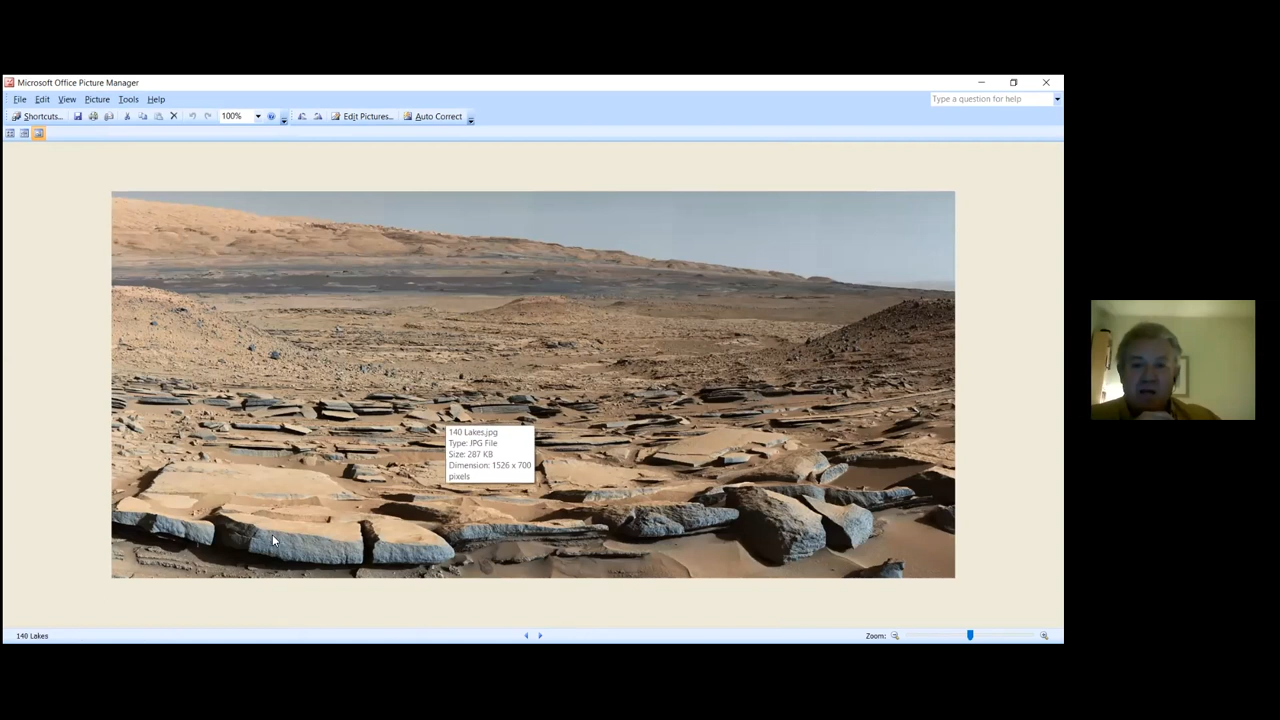 Microsoft Office Picture Manager
File Edit View Picture Tools Help
Type a question for help
Shortcuts... 100% Edit Pictures... Auto Correct
140 Lakes.jpg
Type: JPG File
Size: 287 KB
Dimension: 1526 x 700
pixels
140 Lakes
Zoom: